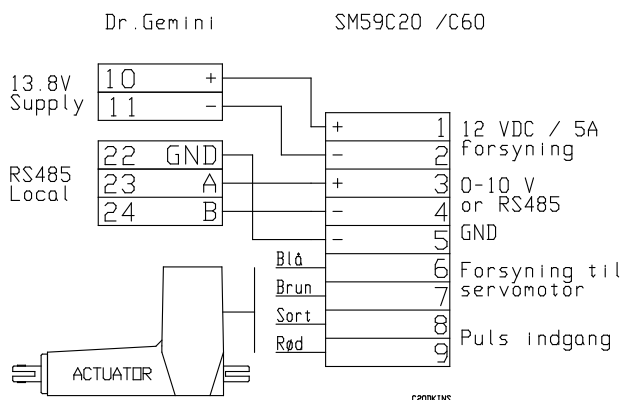 Dr.Gemini
SM59C20 /C60
13.8V
Supply
10 +
11 -
RS485
Local
22 GND
23 A
24 B
+ 1
- 2
+ 3
- 4
- 5
6
7
8
9
12 VDC / 5A
forsyning
0-10 V
or RS485
GND
Forsyning til
servomotor
Puls indgang
Blå
Brun
Sort
Rød
ACTUATOR
C20DKINS